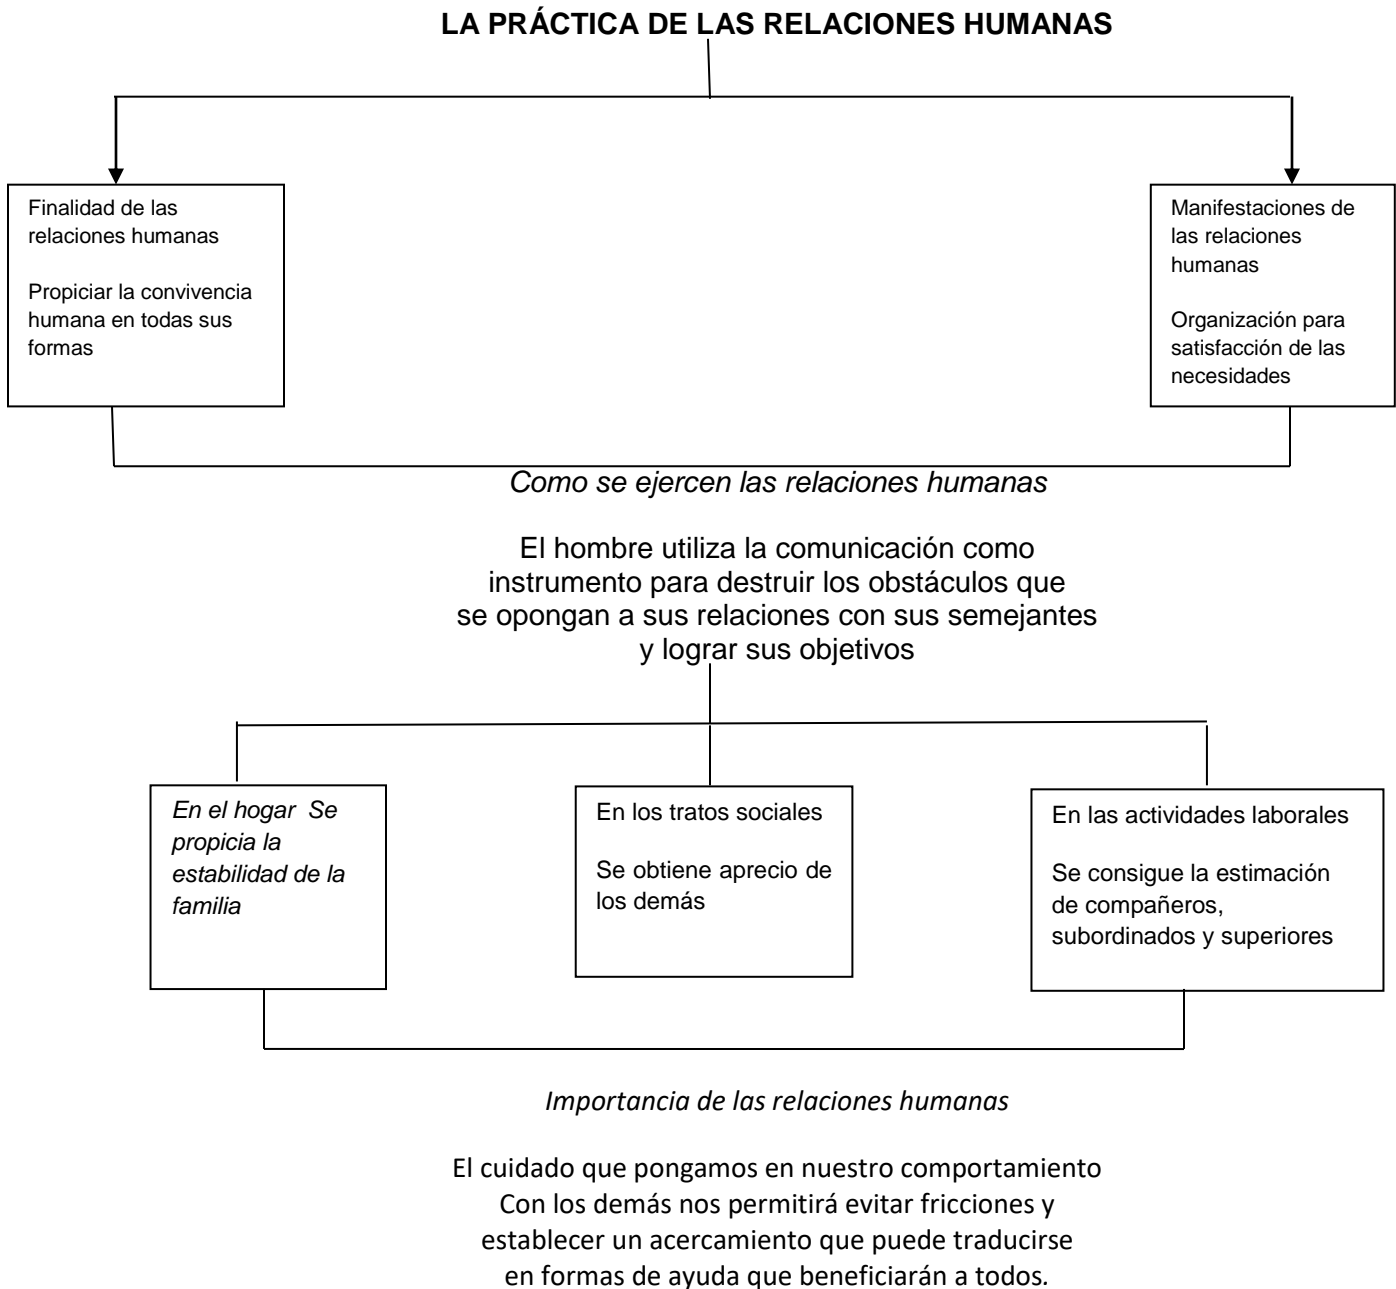 LA PRÁCTICA DE LAS RELACIONES HUMANAS
Finalidad de las
relaciones humanas
Propiciar la convivencia
humana en todas sus
formas
Manifestaciones de
las relaciones
humanas
Organización para
satisfacción de las
necesidades
Como se ejercen las relaciones humanas
El hombre utiliza la comunicación como
instrumento para destruir los obstáculos que
se opongan a sus relaciones con sus semejantes
y lograr sus objetivos
En el hogar Se
propicia la
estabilidad de la
familia
En los tratos sociales
Se obtiene aprecio de
los demás
En las actividades laborales
Se consigue la estimación
de compañeros,
subordinados y superiores
Importancia de las relaciones humanas
El cuidado que pongamos en nuestro comportamiento
Con los demás nos permitirá evitar fricciones y
establecer un acercamiento que puede traducirse
en formas de ayuda que beneficiarán a todos.